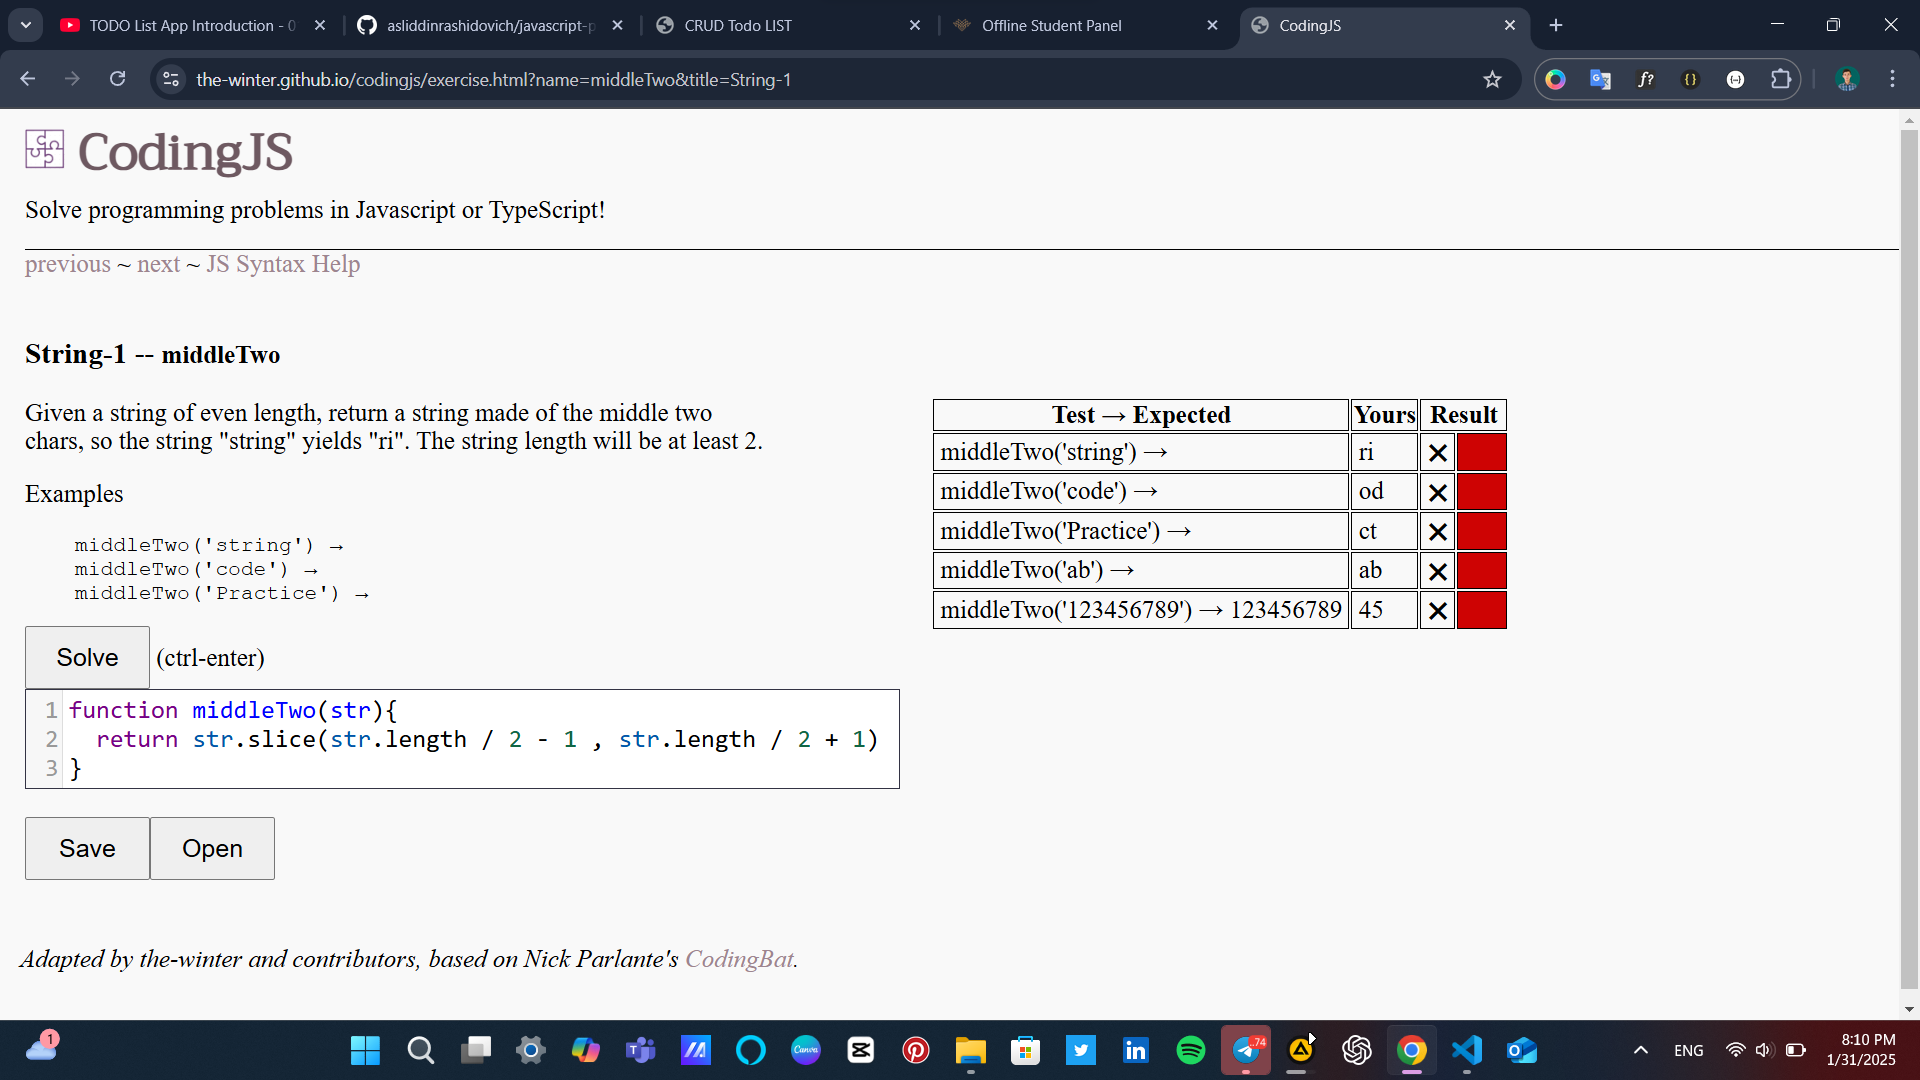 TODO List App Introduction - 0
asliddinrashidovich/javascript-p
CRUD Todo LIST
Offline Student Panel
CodingJS
the-winter.github.io/codingjs/exercise.html?name=middleTwo&title=String-1
CodingJS
Solve programming problems in Javascript or TypeScript!
previous ~ next ~ JS Syntax Help
String-1 -- middleTwo
Given a string of even length, return a string made of the middle two
chars, so the string "string" yields "ri". The string length will be at least 2.
Examples
middleTwo('string') →
middleTwo('code') →
middleTwo('Practice') →
Solve (ctrl-enter)
1 function middleTwo(str){
2 return str.slice(str.length / 2 - 1 , str.length / 2 + 1)
3 }
Save Open
Test → Expected Yours Result
middleTwo('string') → ri
middleTwo('code') → od
middleTwo('Practice') → ct
middleTwo('ab') → ab
middleTwo('123456789') → 123456789 45
Adapted by the-winter and contributors, based on Nick Parlante's CodingBat.
1
Canva
..74
ENG
8:10 PM
1/31/2025